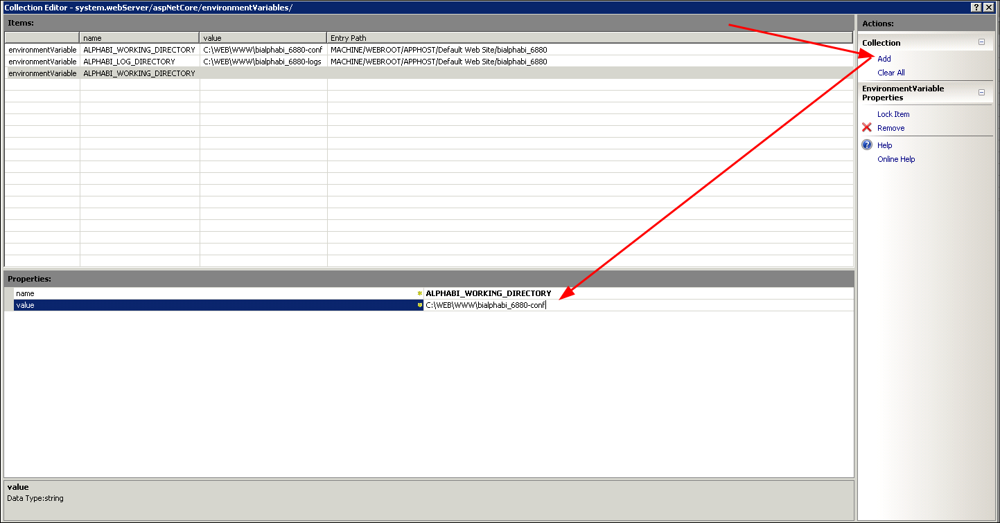 Collection Editor - system.webServer/aspNetCore/environmentVariables/
Items:
name value Entry Path
environmentVariable ALPHABI_WORKING_DIRECTORY C:\WEB\WWW\bialphabi_6880-conf MACHINE/WEBROOT/APPHOST/Default Web Site/bialphabi_6880
environmentVariable ALPHABI_LOG_DIRECTORY C:\WEB\WWW\bialphabi_6880-logs MACHINE/WEBROOT/APPHOST/Default Web Site/bialphabi_6880
environmentVariable ALPHABI_WORKING_DIRECTORY
Properties:
name ALPHABI_WORKING_DIRECTORY
value C:\WEB\WWW\bialphabi_6880-conf
value
Data Type:string
Actions:
Collection
Add
Clear All
EnvironmentVariable
Properties
Lock Item
Remove
Help
Online Help